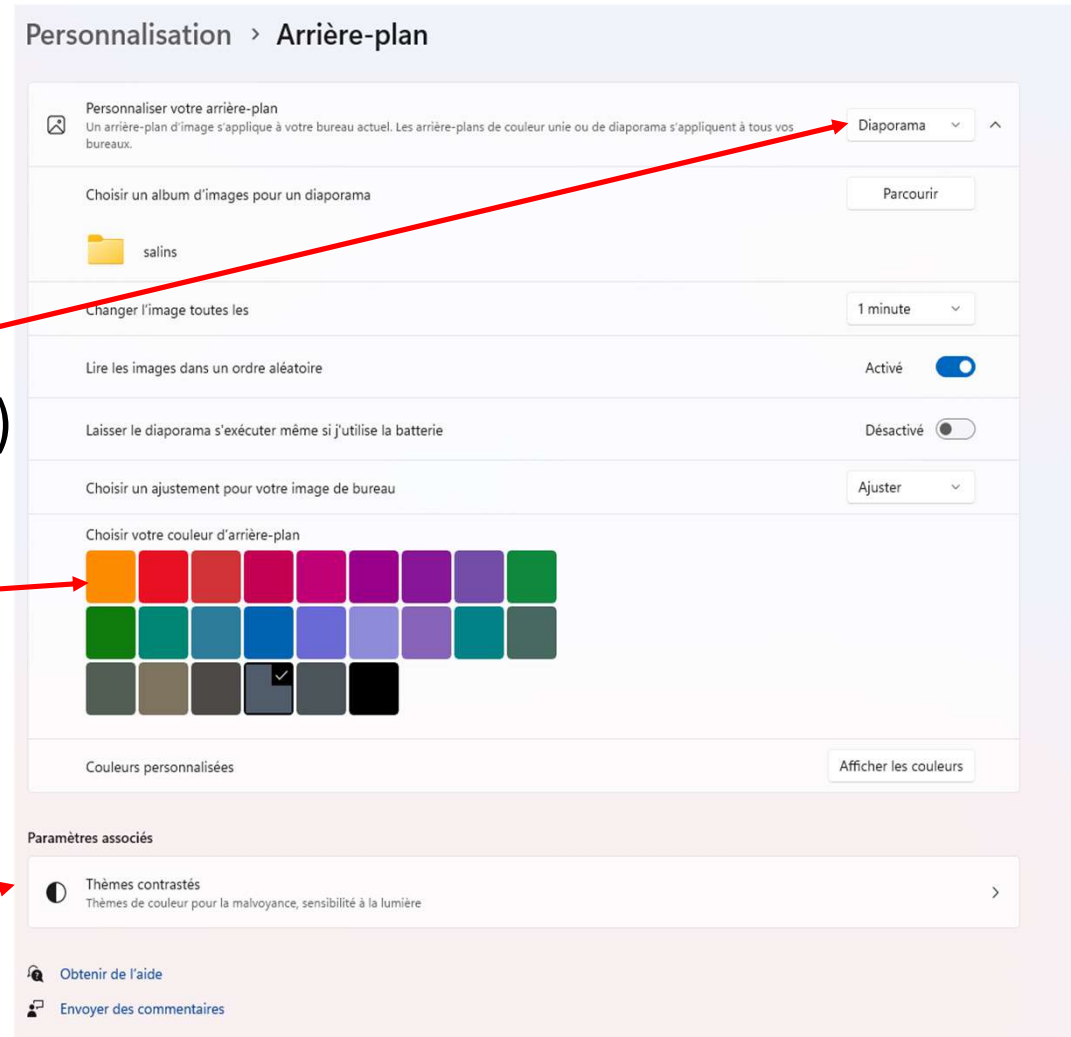 Personnalisation > Arrière-plan
Personnaliser votre arrière-plan
Un arrière-plan d'image s'applique à votre bureau actuel. Les arrière-plans de couleur unie ou de diaporama s'appliquent à tous vos
bureaux.
Diaporama
Choisir un album d'images pour un diaporama
Parcourir
salins
Changer l'image toutes les
1 minute
Lire les images dans un ordre aléatoire
Activé
)
Laisser le diaporama s'exécuter même si j'utilise la batterie
Désactivé
Choisir un ajustement pour votre image de bureau
Ajuster
Choisir votre couleur d'arrière-plan
Couleurs personnalisées
Afficher les couleurs
Paramètres associés
Thèmes contrastés
Thèmes de couleur pour la malvoyance, sensibilité à la lumière
Obtenir de l'aide
Envoyer des commentaires